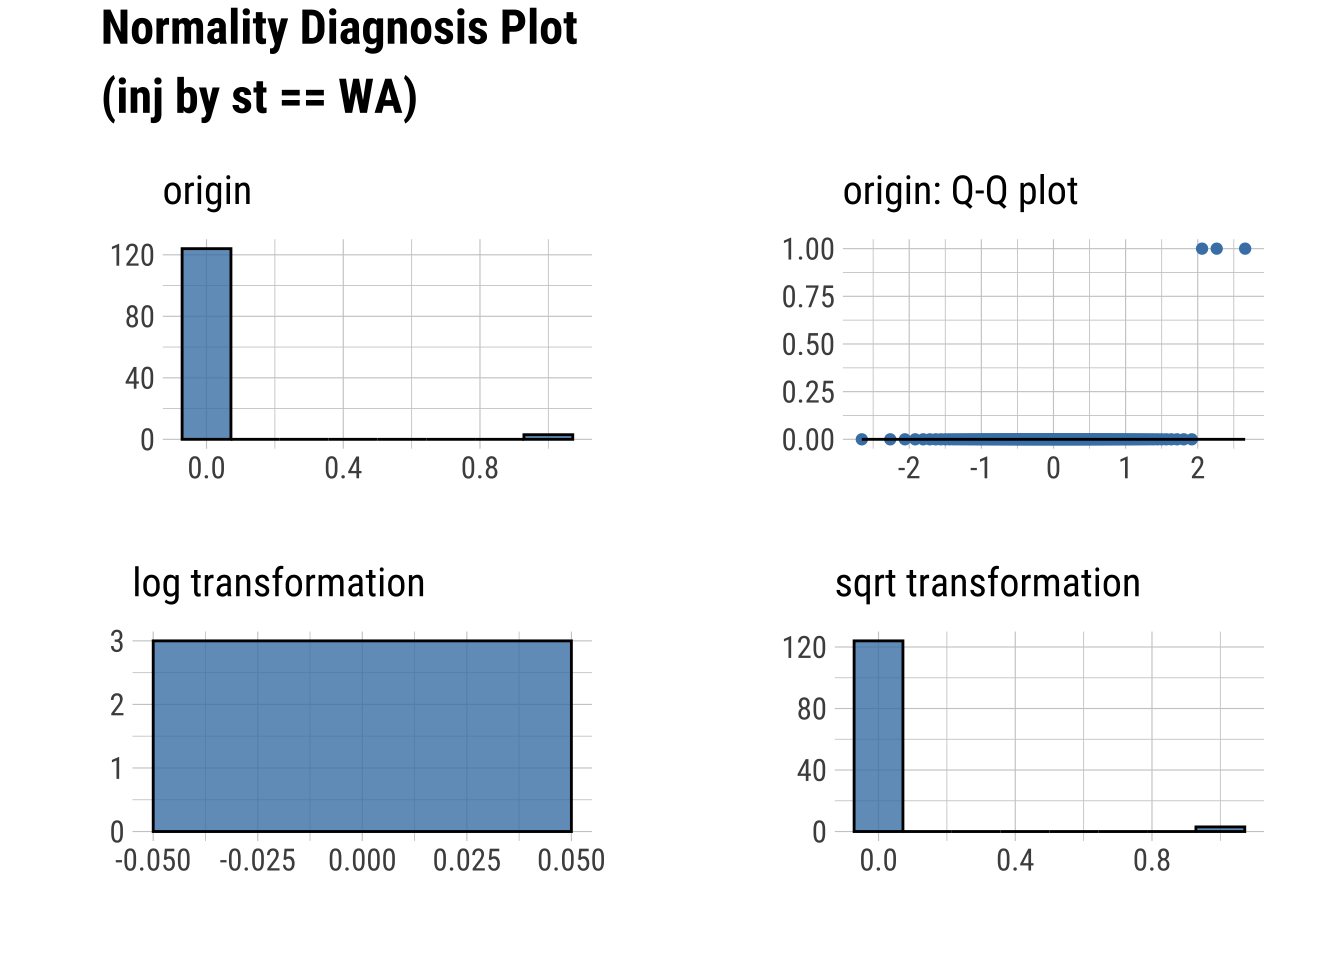 Normality Diagnosis Plot
(inj by st == WA)
origin
120
80
40
0
0.0 0.4 0.8
origin: Q-Q plot
1.00
0.75
0.50
0.25
0.00
-2 -1 0 1 2
log transformation
3
2
1
0
-0.050 -0.025 0.000 0.025 0.050
sqrt transformation
120
80
40
0
0.0 0.4 0.8